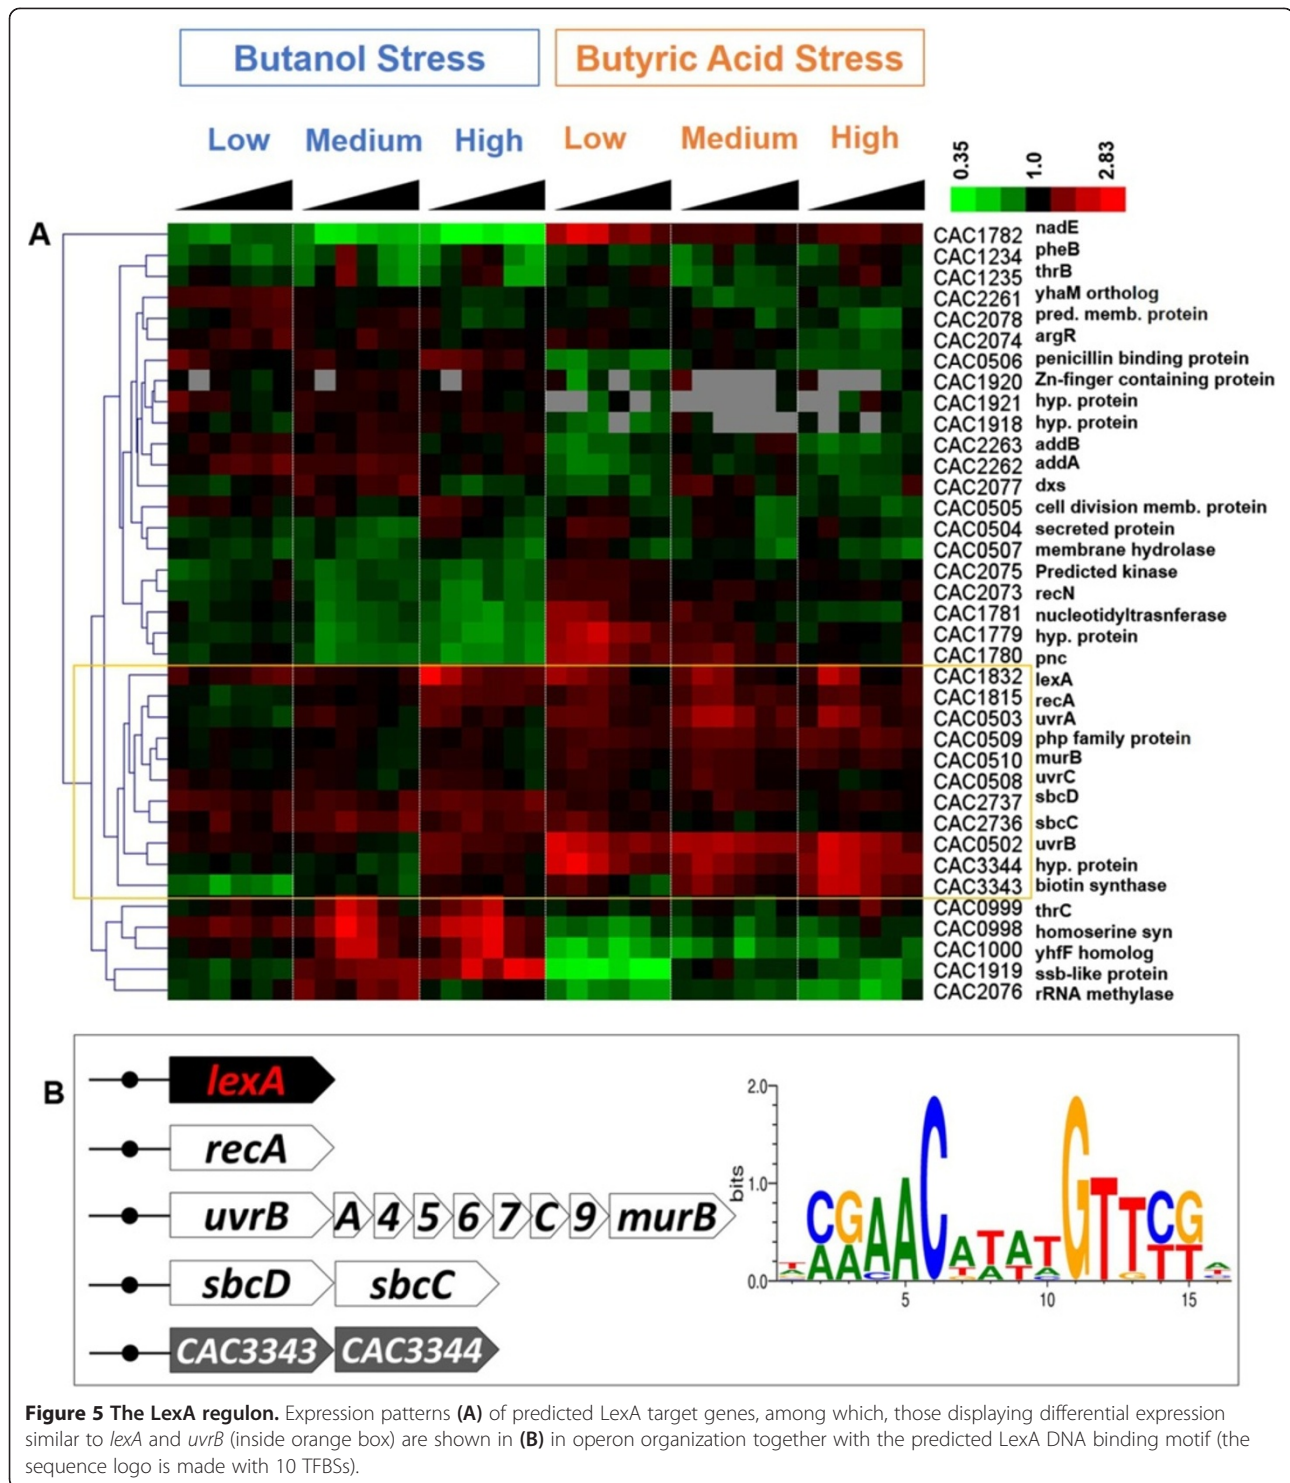 Butanol Stress Butyric Acid Stress
Low Medium High Low Medium High
0.35 1.0 2.83
A
CAC1782 nadE
CAC1234 pheB
CAC1235 thrB
CAC2261 yhaM ortholog
CAC2078 pred. memb. protein
CAC2074 argR
CAC0506 penicillin binding protein
CAC1920 Zn-finger containing protein
CAC1921 hyp. protein
CAC1918 hyp. protein
CAC2263 addB
CAC2262 addA
CAC2077 dxs
CAC0505 cell division memb. protein
CAC0504 secreted protein
CAC0507 membrane hydrolase
CAC2075 Predicted kinase
CAC2073 recN
CAC1781 nucleotidyltrasnferase
CAC1779 hyp. protein
CAC1780 pnc
CAC1832 lexA
CAC1815 recA
CAC0503 uvrA
CAC0509 php family protein
CAC0510 murB
CAC0508 uvrC
CAC2737 sbcD
CAC2736 sbcC
CAC0502 uvrB
CAC3344 hyp. protein
CAC3343 biotin synthase
CAC0999 thrC
CAC0998 homoserine syn
CAC1000 yhfF homolog
CAC1919 ssb-like protein
CAC2076 rRNA methylase
B
lexA
recA
uvrB A 4 5 6 7 C 9 murB
sbcD sbcC
CAC3343 CAC3344
bits
2.0
1.0
0.0
CGAACATATGTTCG
AA TATA TT
5 10 15
Figure 5 The LexA regulon. Expression patterns (A) of predicted LexA target genes, among which, those displaying differential expression
similar to lexA and uvrB (inside orange box) are shown in (B) in operon organization together with the predicted LexA DNA binding motif (the
sequence logo is made with 10 TFBSs).